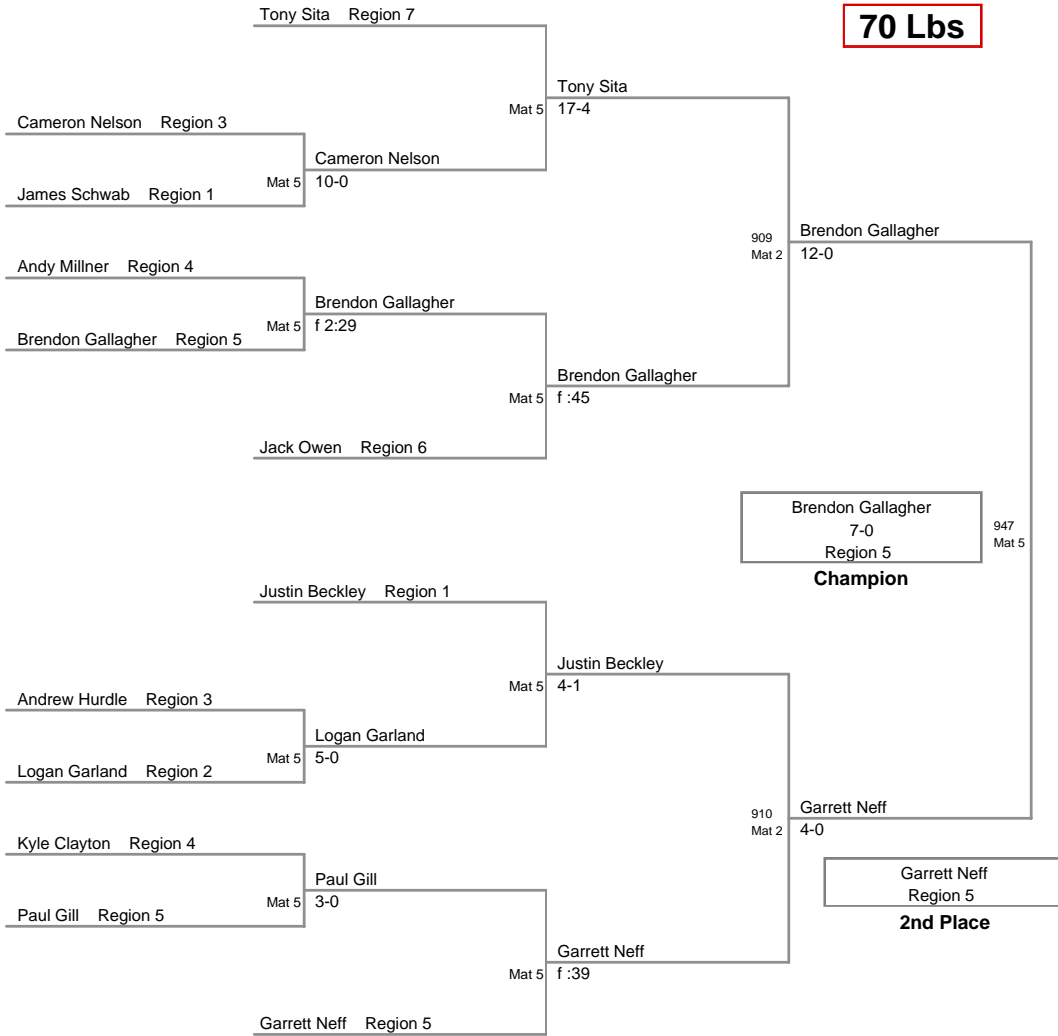 Tony Sita Region 7
70 Lbs
Tony Sita
Mat 5
17-4
Cameron Nelson Region 3
Cameron Nelson
Mat 5
10-0
James Schwab Region 1
909
Mat 2
Brendon Gallagher
12-0
Andy Millner Region 4
Brendon Gallagher
Mat 5
f 2:29
Brendon Gallagher Region 5
Brendon Gallagher
Mat 5
f :45
Jack Owen Region 6
Brendon Gallagher
7-0
Region 5
Champion
947
Mat 5
Justin Beckley Region 1
Justin Beckley
Mat 5
4-1
Andrew Hurdle Region 3
Logan Garland
Mat 5
5-0
Logan Garland Region 2
910
Mat 2
Garrett Neff
4-0
Kyle Clayton Region 4
Paul Gill
Mat 5
3-0
Paul Gill Region 5
Garrett Neff
Region 5
2nd Place
Garrett Neff
Mat 5
f :39
Garrett Neff Region 5